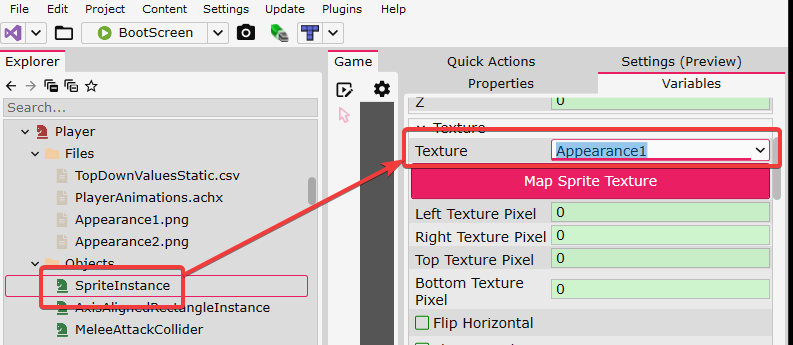 File Edit Project Content Settings Update Plugins Help
BootScreen
Explorer
Search...
Player
Files
TopDownValuesStatic.csv
PlayerAnimations.achx
Appearance1.png
Appearance2.png
Objects
SpriteInstance
AxisAlignedRectangleInstance
MeleeAttackCollider
Game
Quick Actions Settings (Preview)
Properties Variables
Z 0
Texture
Texture Appearance1
Map Sprite Texture
Left Texture Pixel 0
Right Texture Pixel 0
Top Texture Pixel 0
Bottom Texture
Pixel 0
Flip Horizontal